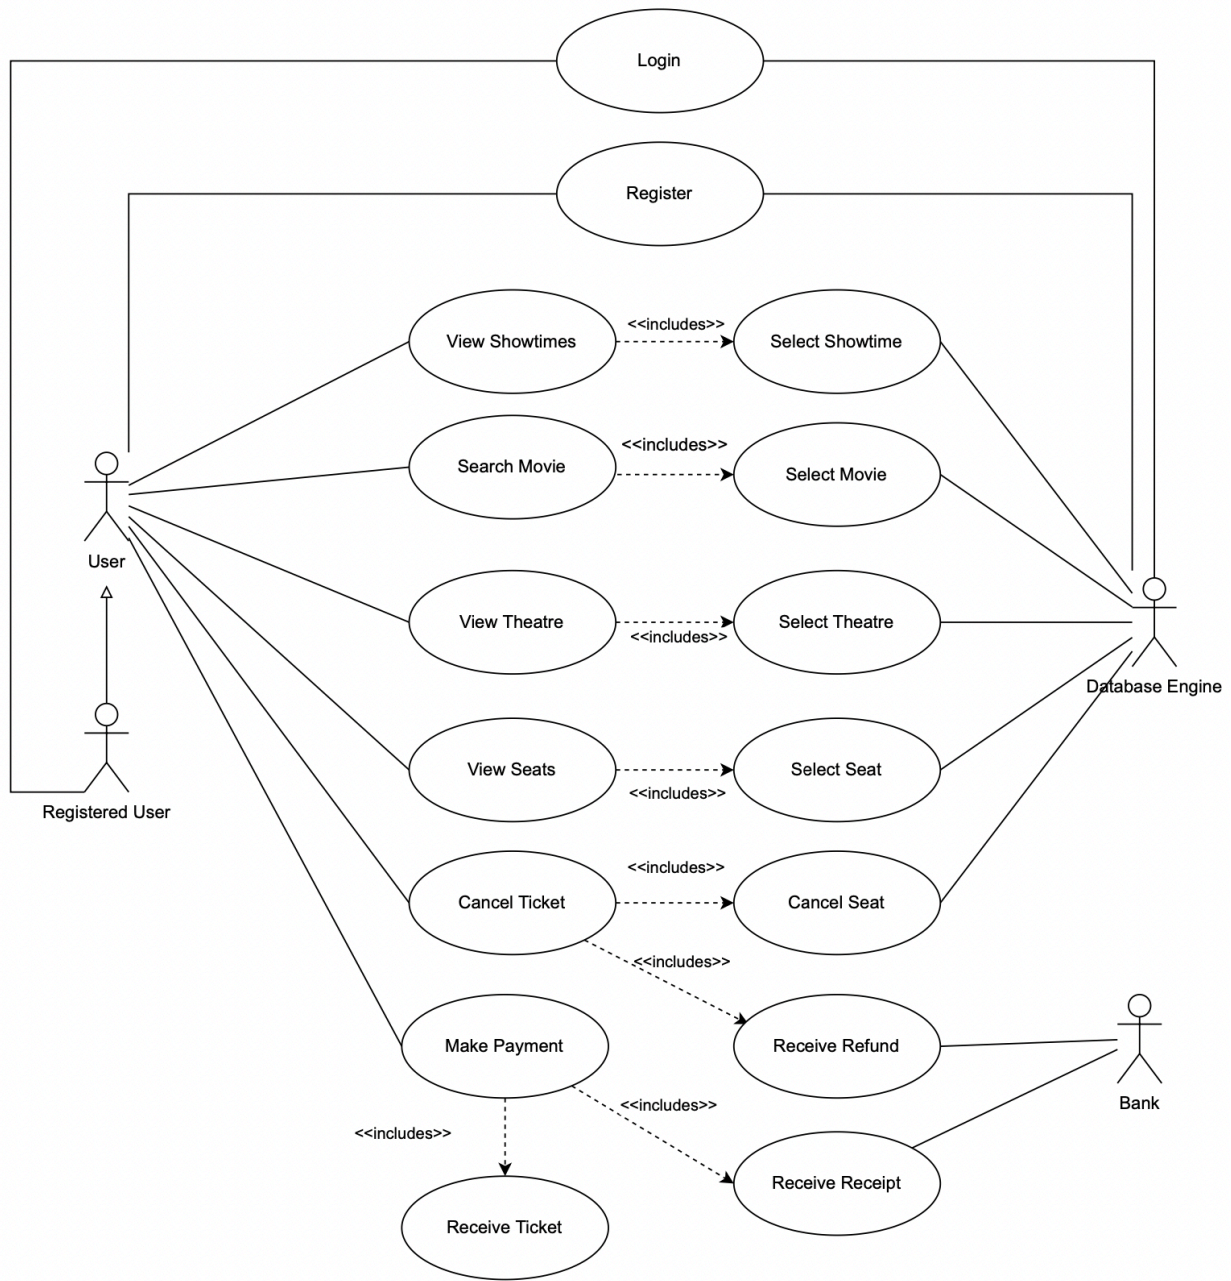 Login
Register
View Showtimes
<<includes>>
Select Showtime
Search Movie
<<includes>>
Select Movie
User
View Theatre
<<includes>>
Select Theatre
Database Engine
Registered User
View Seats
<<includes>>
Select Seat
Cancel Ticket
<<includes>>
Cancel Seat
<<includes>>
Make Payment
Receive Refund
Bank
<<includes>>
<<includes>>
Receive Receipt
Receive Ticket